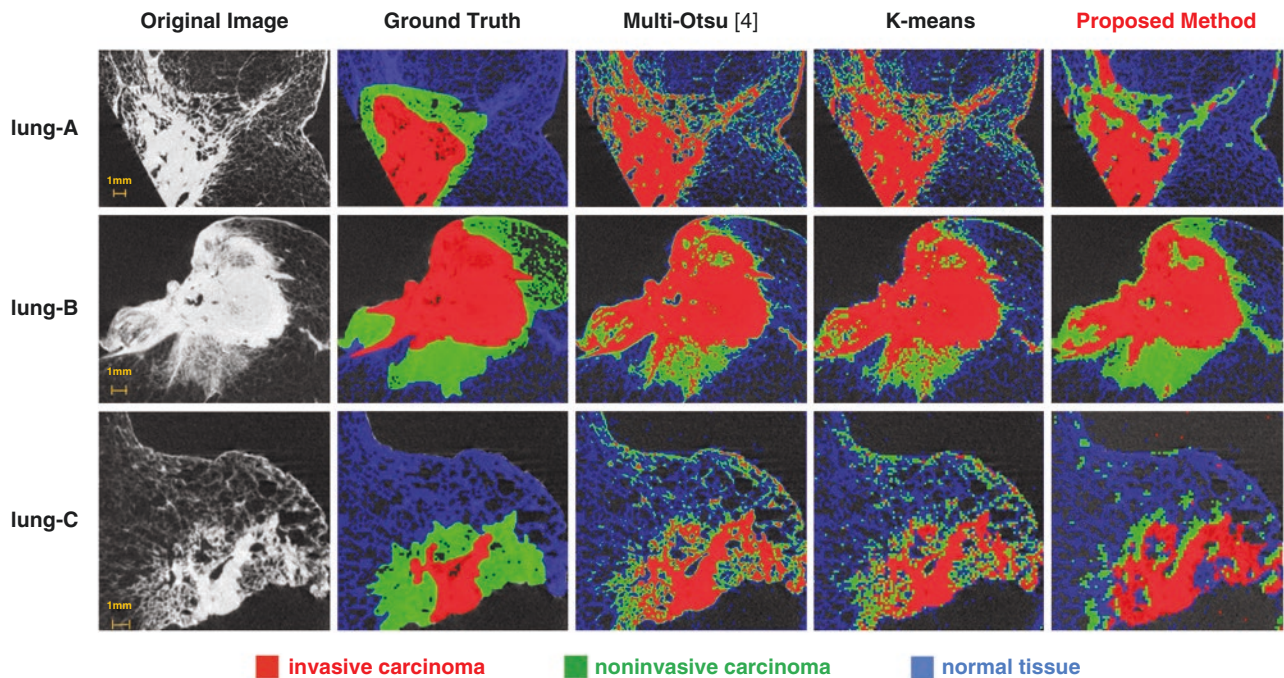 Original Image Ground Truth Multi-Otsu [4] K-means Proposed Method
lung-A
1mm
lung-B
1mm
lung-C
1mm
invasive carcinoma noninvasive carcinoma normal tissue